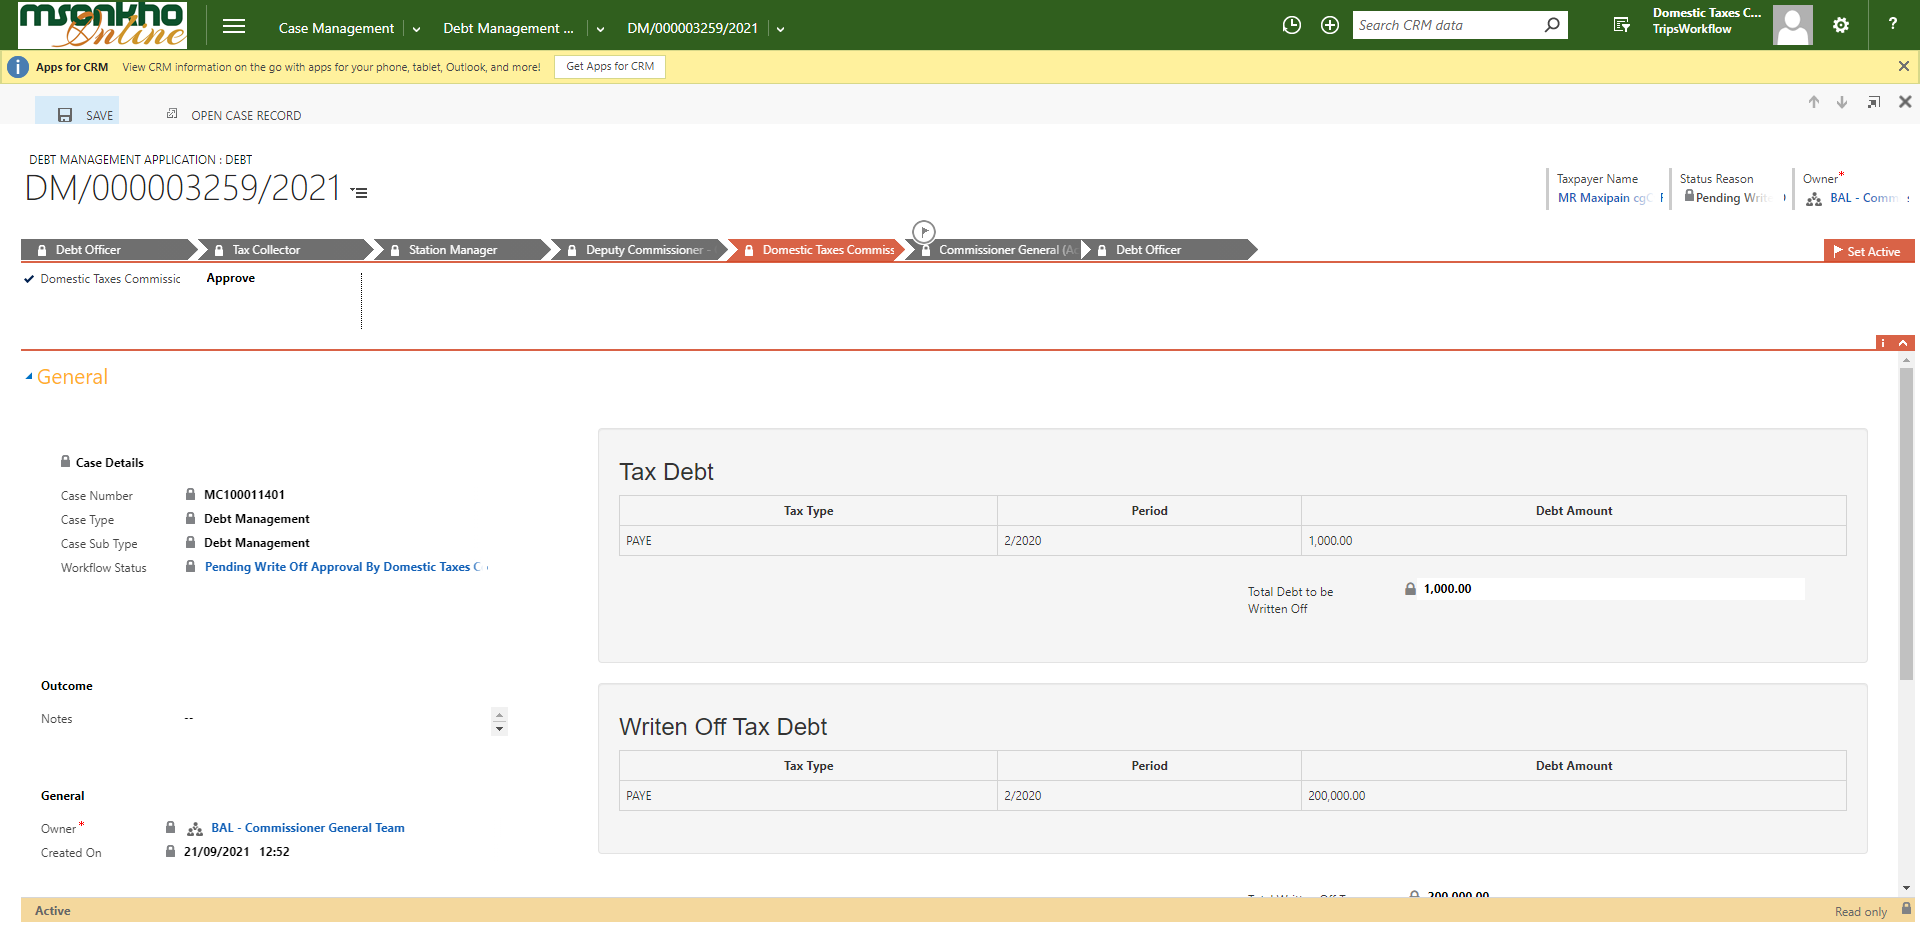 msonkho
Online
Case Management
Debt Management ...
DM/000003259/2021
Search CRM data
Domestic Taxes C...
TripsWorkflow
?
Apps for CRM
View CRM information on the go with apps for your phone, tablet, Outlook, and more!
Get Apps for CRM
SAVE
OPEN CASE RECORD
DEBT MANAGEMENT APPLICATION : DEBT
DM/000003259/2021
Taxpayer Name
MR Maxipain cgC
Status Reason
Pending Write
Owner*
BAL - Comm
Debt Officer
Tax Collector
Station Manager
Deputy Commissioner -
Domestic Taxes Commiss
Commissioner General (Ac
Debt Officer
Set Active
Domestic Taxes Commissic
Approve
General
Case Details
Case Number
MC100011401
Case Type
Debt Management
Case Sub Type
Debt Management
Workflow Status
Pending Write Off Approval By Domestic Taxes Co
Tax Debt
Tax Type Period Debt Amount
PAYE 2/2020 1,000.00
Total Debt to be
Written Off
1,000.00
Outcome
Notes
--
Writen Off Tax Debt
Tax Type Period Debt Amount
PAYE 2/2020 200,000.00
General
Owner*
BAL - Commissioner General Team
Created On
21/09/2021 12:52
Total Written Off T
200,000.00
Active
Read only